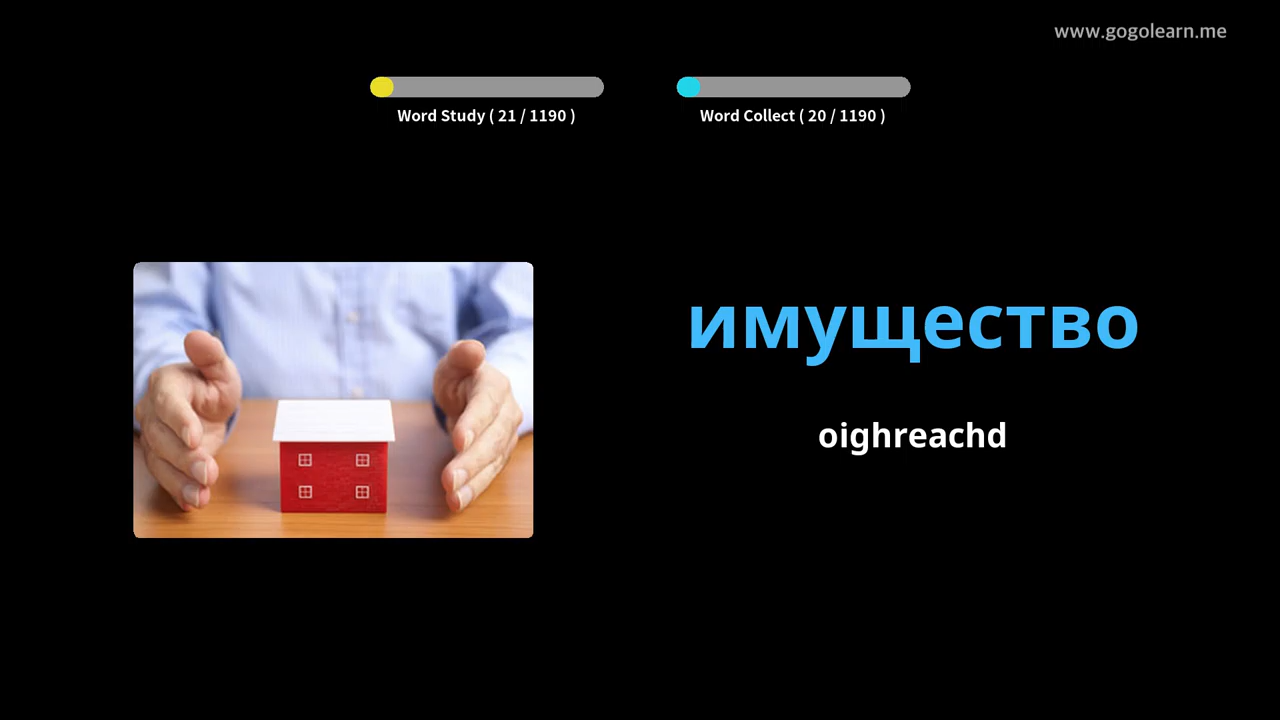 www.gogolearn.me
Word Study ( 21 / 1190 )
Word Collect ( 20 / 1190 )
имущество
oighreachd